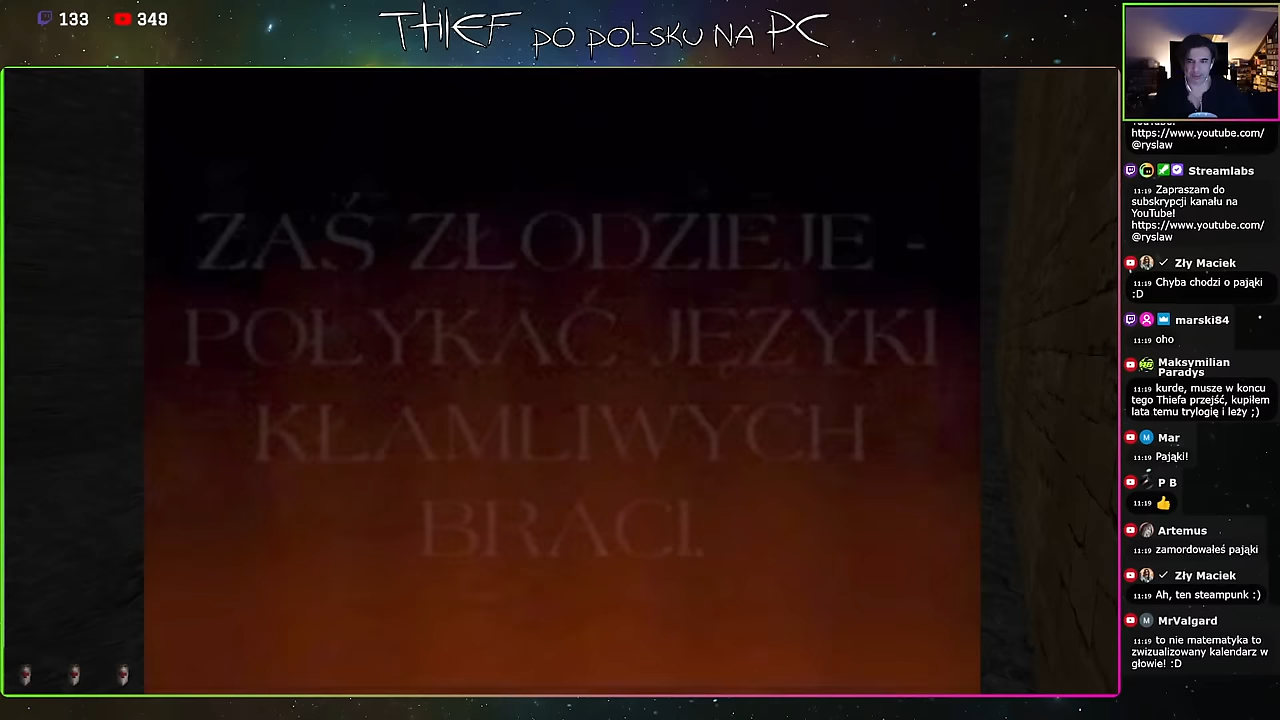 133
349
THIEF PO POLSKU NA PC
ZAŚ ZŁODZIEJE -
POŁYKAĆ JĘZYKI
KŁAMLIWYCH
BRACI.
https://www.youtube.com/
@ryslaw
Streamlabs
11:19 Zapraszam do
subskrypcji kanału na
YouTube!
https://www.youtube.com/
@ryslaw
Zły Maciek
11:19 Chyba chodzi o pająki
:D
marski84
11:19 oho
Maksymilian
Paradys
11:19 kurde, musze w koncu
tego Thiefa przejść, kupiłem
lata temu trylogię i leży ;)
M Mar
11:19 Pająki!
P B
11:19 👍
Artemus
11:19 zamordowałeś pająki
Zły Maciek
11:19 Ah, ten steampunk :)
M MrValgard
11:19 to nie matematyka to
zwizualizowany kalendarz w
głowie! :D